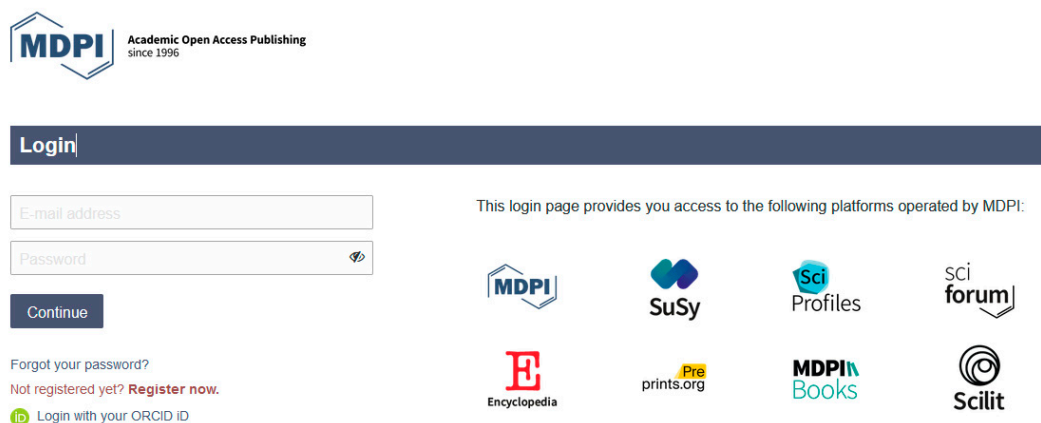 MDPI
Academic Open Access Publishing
since 1996
Login
E-mail address
Password
Continue
Forgot your password?
Not registered yet? Register now.
iD Login with your ORCID iD
This login page provides you access to the following platforms operated by MDPI:
MDPI
SuSy
Sci
Profiles
sci
forum
E
Encyclopedia
Pre
prints.org
MDPI
Books
Scilit